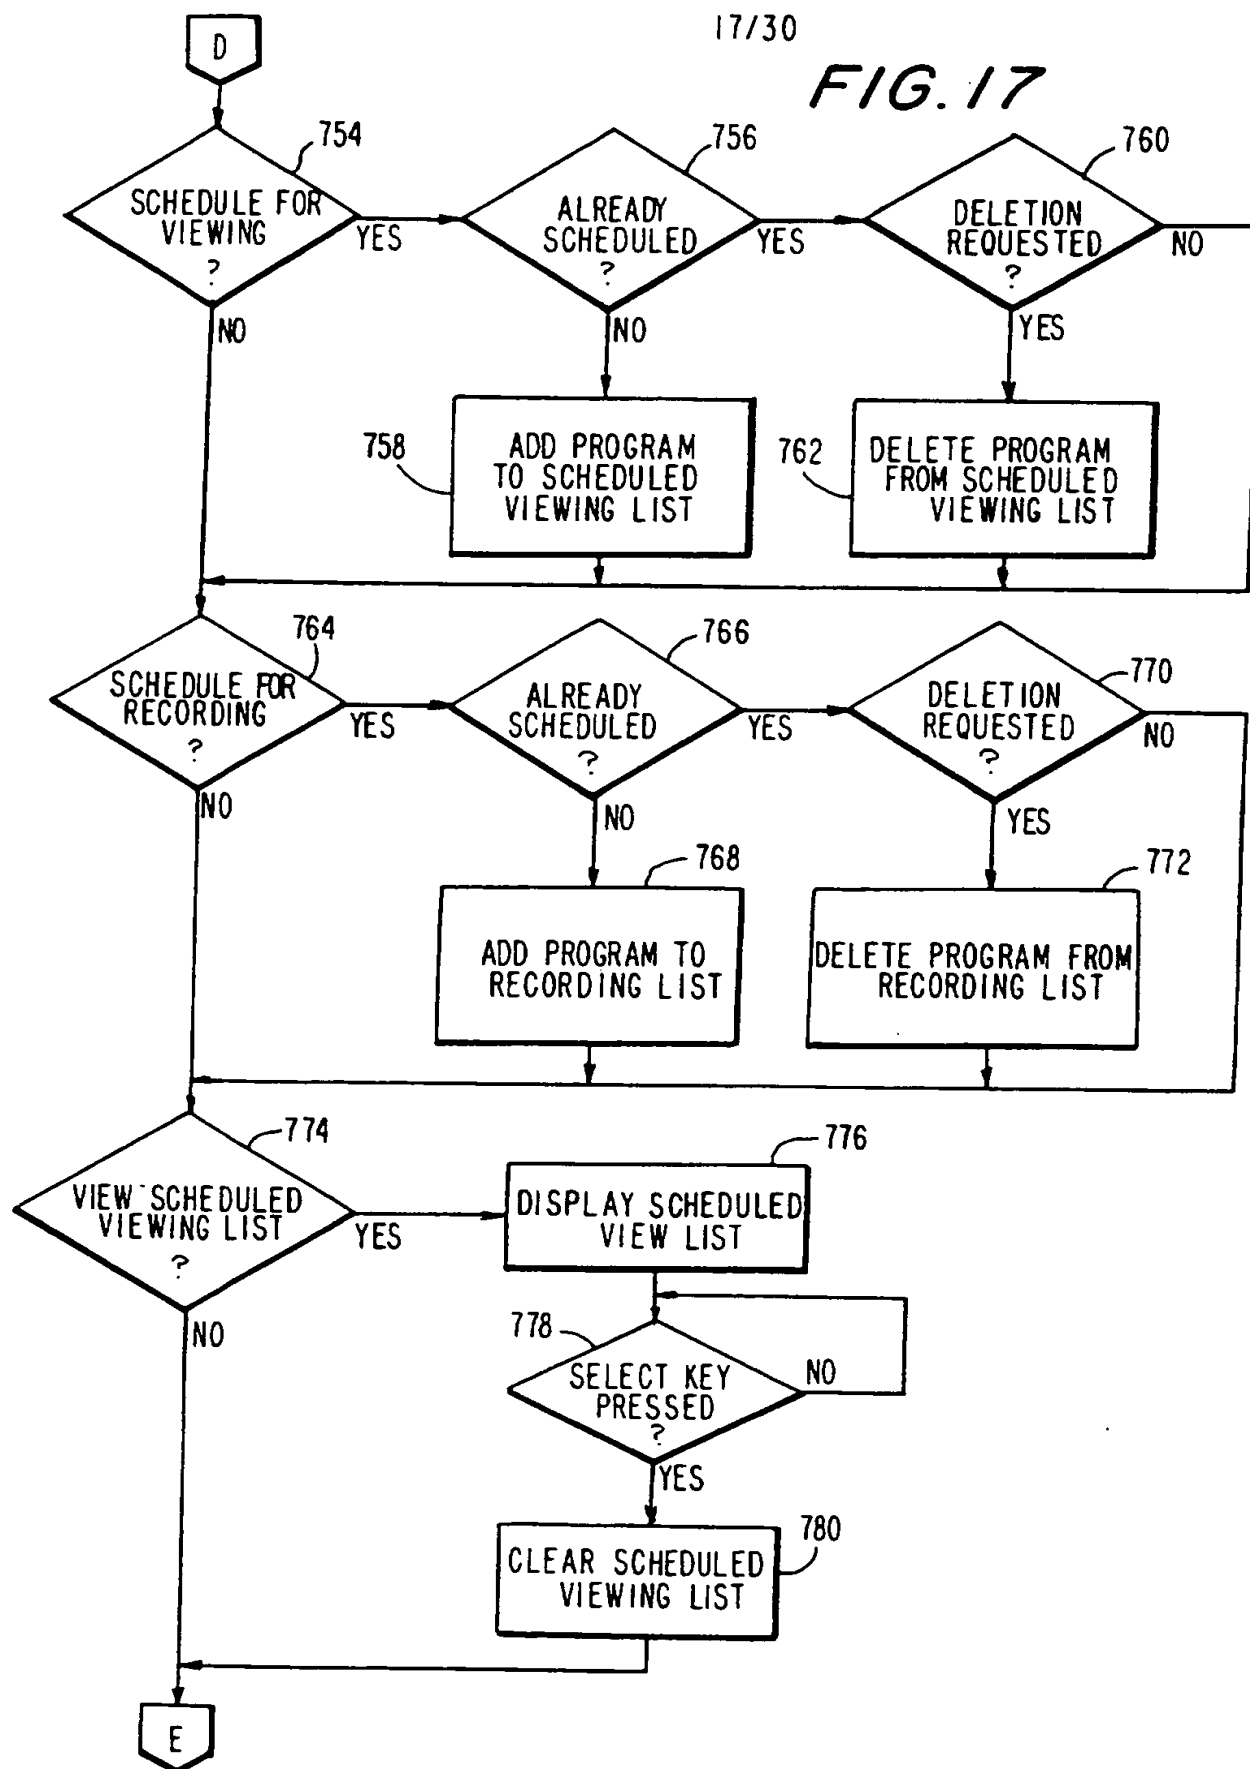 D
17/30
FIG. 17
754
SCHEDULE FOR
VIEWING
?
YES
NO
756
ALREADY
SCHEDULED
?
YES
NO
760
DELETION
REQUESTED
?
NO
YES
758
ADD PROGRAM
TO SCHEDULED
VIEWING LIST
762
DELETE PROGRAM
FROM SCHEDULED
VIEWING LIST
764
SCHEDULE FOR
RECORDING
?
YES
NO
766
ALREADY
SCHEDULED
?
YES
NO
770
DELETION
REQUESTED
?
NO
YES
768
ADD PROGRAM TO
RECORDING LIST
772
DELETE PROGRAM FROM
RECORDING LIST
774
VIEW SCHEDULED
VIEWING LIST
?
YES
NO
776
DISPLAY SCHEDULED
VIEW LIST
778
SELECT KEY
PRESSED
?
NO
YES
780
CLEAR SCHEDULED
VIEWING LIST
E